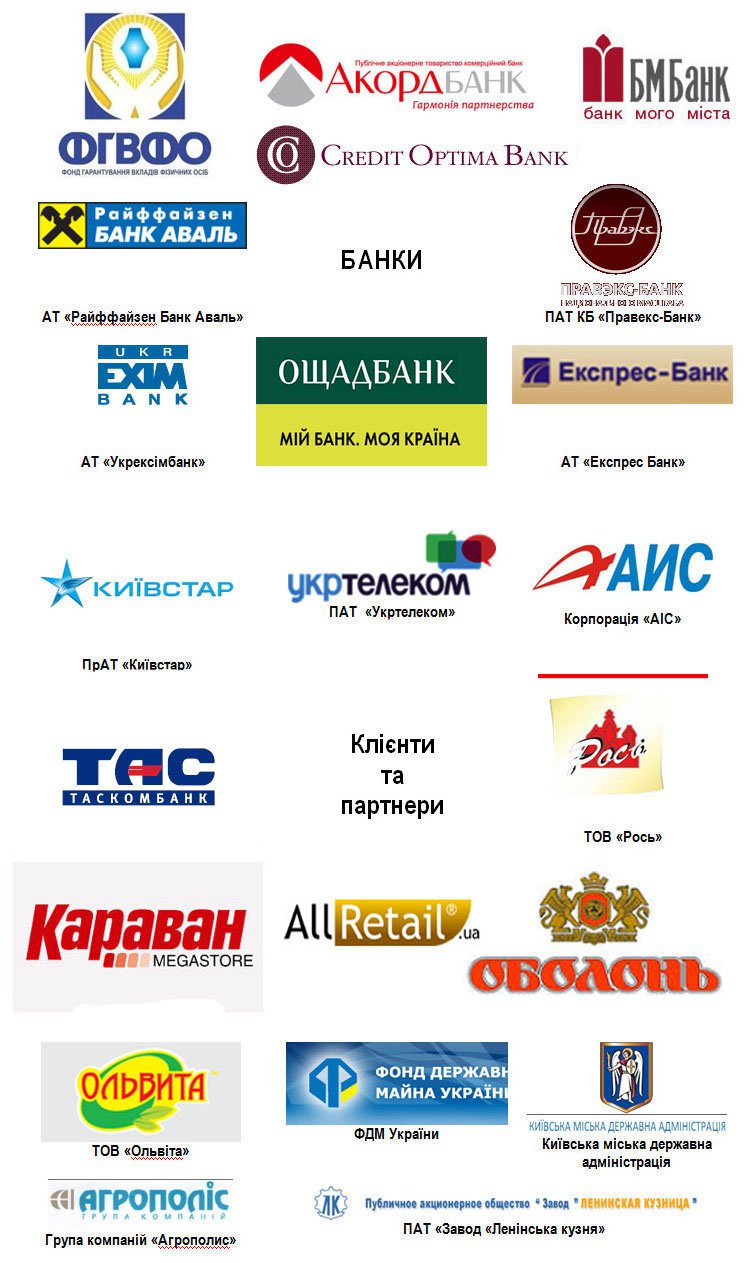 ФГВФО
ФОНД ГАРАНТУВАННЯ ВКЛАДІВ ФІЗИЧНИХ ОСІБ
Публічне акціонерне товариство комерційний банк
АКОРДБАНК
Гармонія партнерства
БМБанк
банк мого міста
CREDIT OPTIMA BANK
Райффайзен
БАНК АВАЛЬ
АТ «Райффайзен Банк Аваль»
БАНКИ
Правэкс
ПРАВЭКС-БАНК
ПАТ КБ «Правекс-Банк»
UKR
EXIM
BANK
АТ «Укрексімбанк»
ОЩАДБАНК
МІЙ БАНК. МОЯ КРАЇНА
Експрес-Банк
АТ «Експрес Банк»
КИЇВСТАР
ПрАТ «Київстар»
укртелеком
ПАТ «Укртелеком»
АИС
Корпорація «АІС»
ТАС
ТАСКОМБАНК
Клієнти
та
партнери
Рось
ТОВ «Рось»
Караван
MEGASTORE
AllRetail®.ua
ОБОЛОНЬ
ОЛЬВИТА™
ТОВ «Ольвіта»
ФОНД ДЕРЖАВН
МАЙНА УКРАЇНИ
ФДМ України
КИЇВСЬКА МІСЬКА ДЕРЖАВНА АДМІНІСТРАЦІЯ
Київська міська державна
адміністрація
АГРОПОЛІС
ГРУПА КОМПАНІЙ
Група компаній «Агрополис»
ЛК
Публичное акционерное общество “Завод ”ЛЕНИНСКАЯ КУЗНИЦА”
ПАТ «Завод «Ленінська кузня»